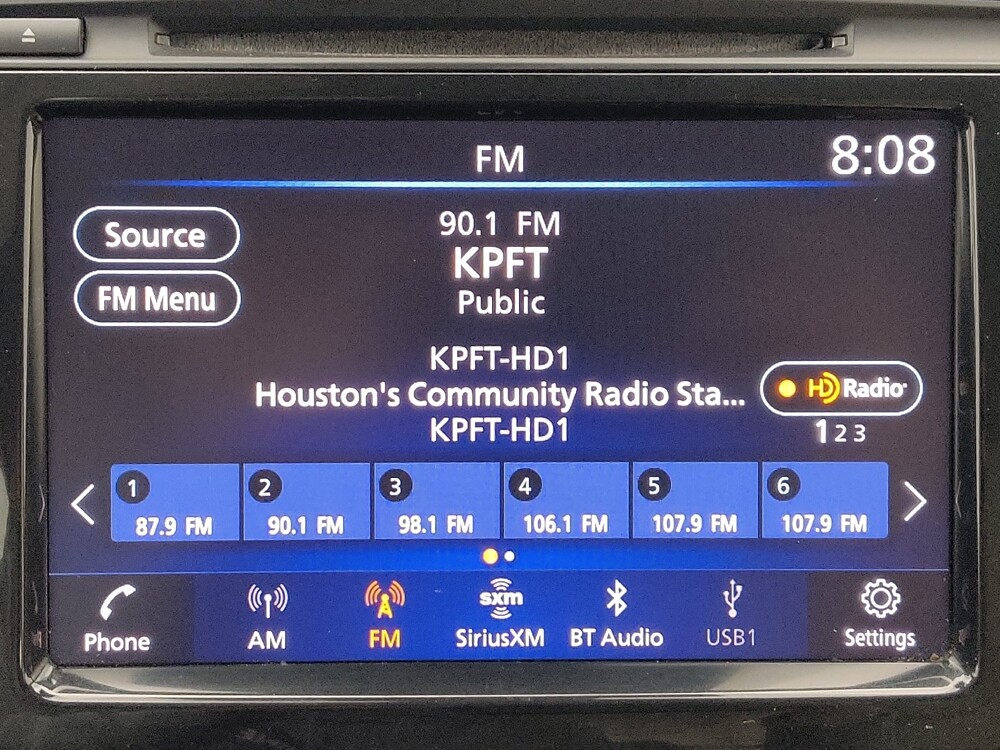 FM
8:08
Source
90.1 FM
KPFT
FM Menu
Public
KPFT-HD1
Houston's Community Radio Sta...
HD Radio
KPFT-HD1
1 2 3
1 2 3 4 5 6
87.9 FM 90.1 FM 98.1 FM 106.1 FM 107.9 FM 107.9 FM
sxm
Phone AM FM SiriusXM BT Audio USB1 Settings